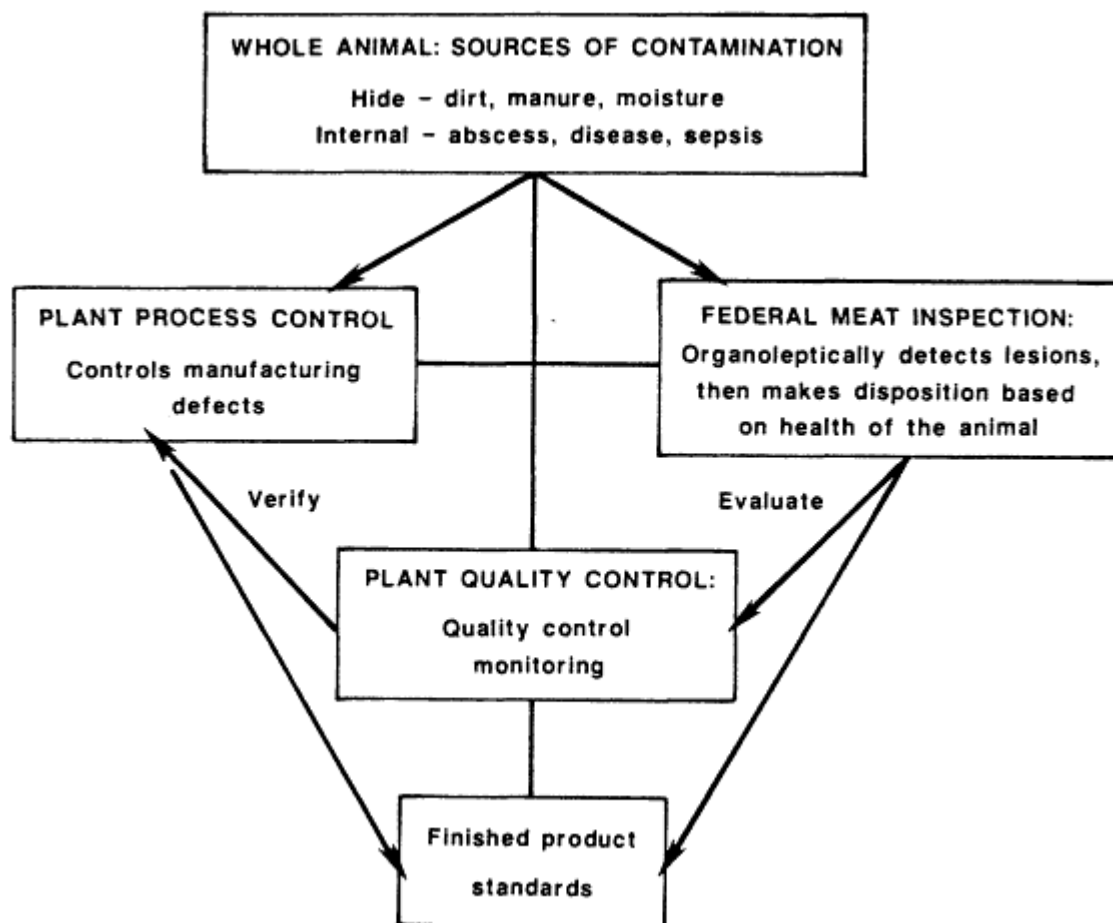 WHOLE ANIMAL: SOURCES OF CONTAMINATION
Hide – dirt, manure, moisture
Internal – abscess, disease, sepsis
PLANT PROCESS CONTROL
Controls manufacturing
defects
FEDERAL MEAT INSPECTION:
Organoleptically detects lesions,
then makes disposition based
on health of the animal
Verify
Evaluate
PLANT QUALITY CONTROL:
Quality control
monitoring
Finished product
standards